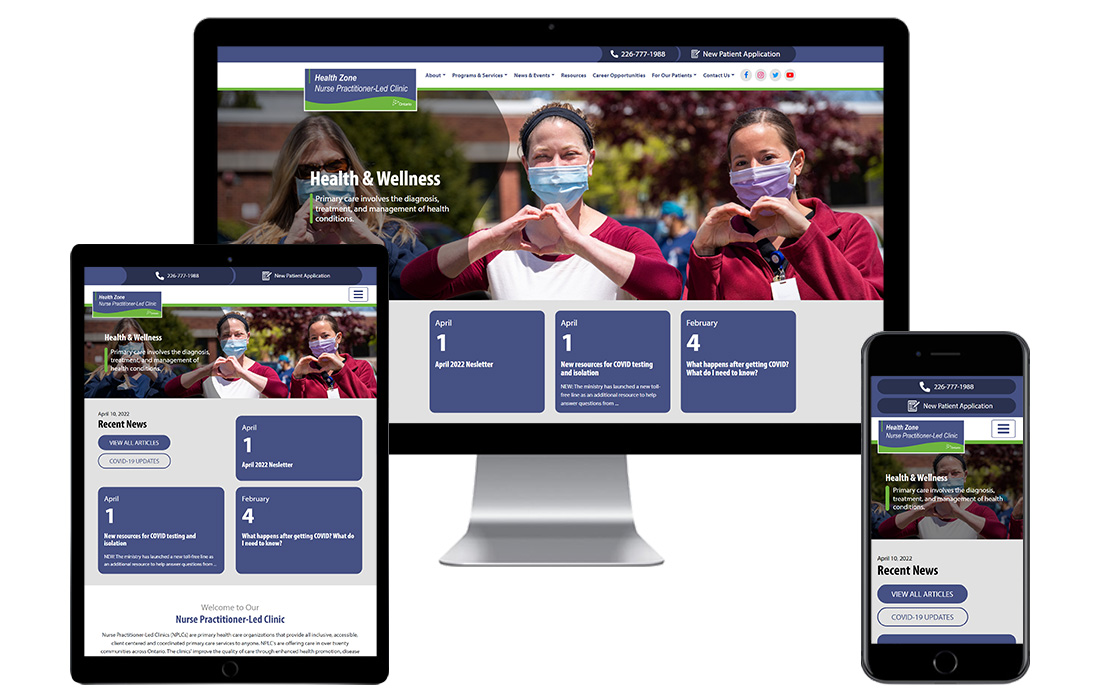 226-777-1988
New Patient Application
Health Zone
Nurse Practitioner-Led Clinic
Ontario
About
Programs & Services
News & Events
Resources
Career Opportunities
For Our Patients
Contact Us
Health & Wellness
Primary care involves the diagnosis,
treatment, and management of health
conditions.
April
1
April 2022 Nesletter
April
1
New resources for COVID testing
and isolation
NEW: The ministry has launched a new toll-
free line as an additional resource to help
answer questions from ...
February
4
What happens after getting COVID?
What do I need to know?
226-777-1988
New Patient Application
Health Zone
Nurse Practitioner-Led Clinic
Health & Wellness
Primary care involves the diagnosis,
treatment, and management of
health conditions.
April 10, 2022
Recent News
VIEW ALL ARTICLES
COVID-19 UPDATES
April
1
April 2022 Nesletter
April
1
New resources for COVID testing and
isolation
NEW: The ministry has launched a new toll-free line as
an additional resource to help answer questions from ...
February
4
What happens after getting COVID? What do
I need to know?
Welcome to Our
Nurse Practitioner-Led Clinic
Nurse Practitioner-Led Clinics (NPLCs) are primary health care organizations that provide all inclusive, accessible,
client centered and coordinated primary care services to anyone. NPLC's are offering care in over twenty
communities across Ontario. The clinics' improve the quality of care through enhanced health promotion, disease
226-777-1988
New Patient Application
Health Zone
Nurse Practitioner-Led Clinic
Health & Wellness
Primary care involves the diagnosis,
treatment, and management of health
conditions.
April 10, 2022
Recent News
VIEW ALL ARTICLES
COVID-19 UPDATES